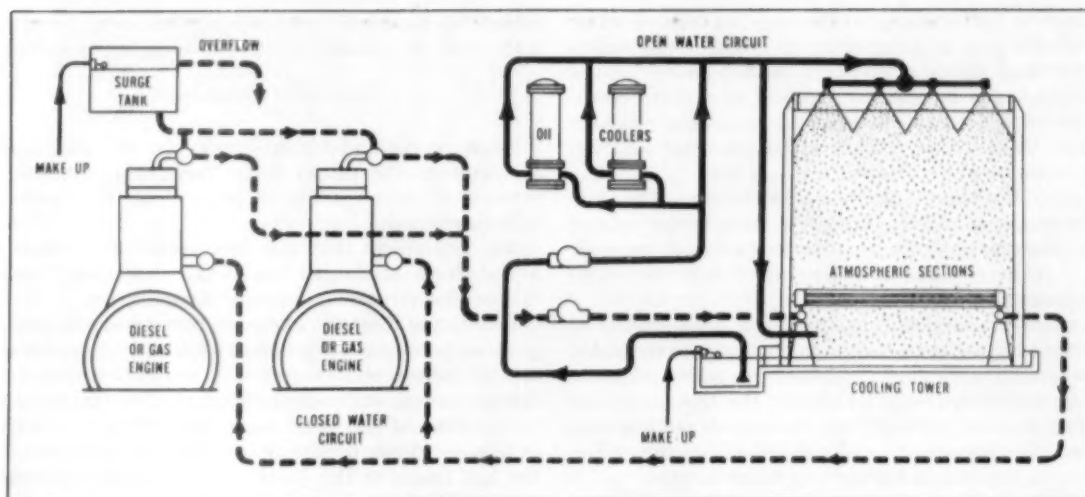 OVERFLOW
SURGE
TANK
MAKE UP
OPEN WATER CIRCUIT
OIL
COOLERS
ATMOSPHERIC SECTIONS
DIESEL
OR GAS
ENGINE
DIESEL
OR GAS
ENGINE
COOLING TOWER
CLOSED WATER
CIRCUIT
MAKE-UP